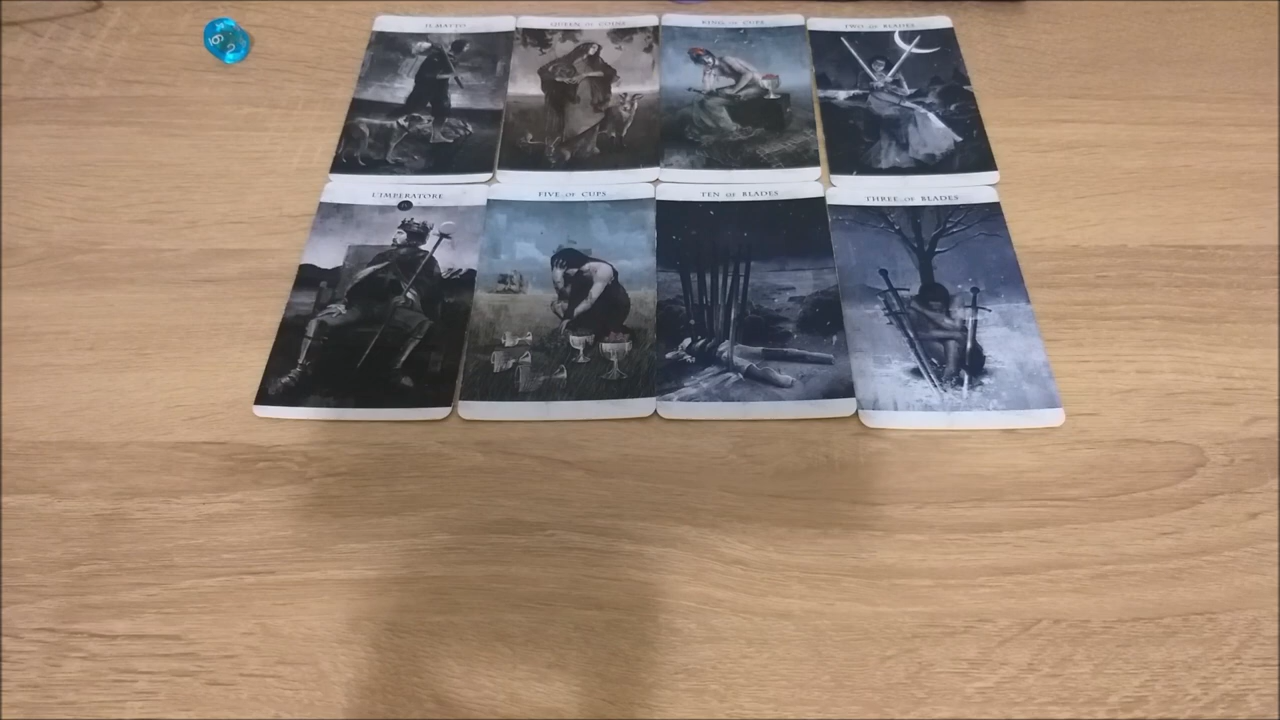 IL MATTO
QUEEN OF COINS
KING OF CUPS
TWO OF BLADES
L'IMPERATORE
FIVE OF CUPS
TEN OF BLADES
THREE OF BLADES